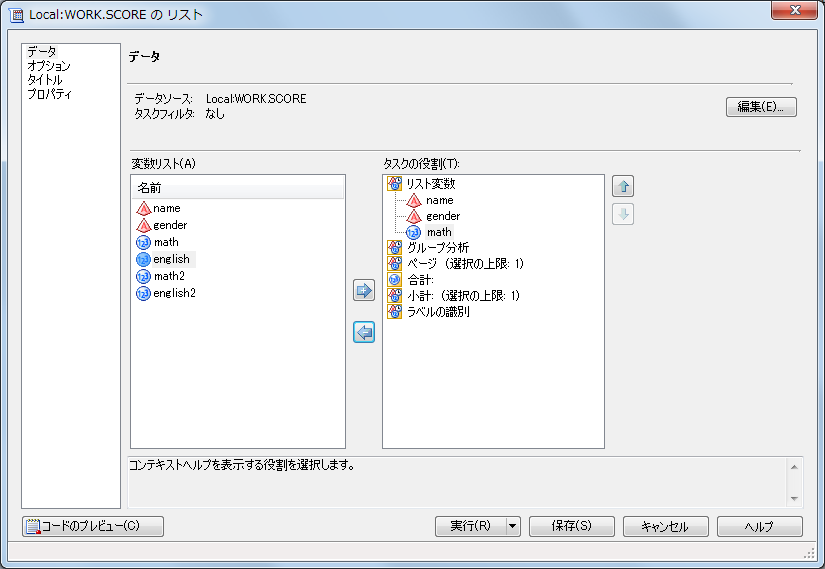 Local:WORK.SCORE の リスト
データ
オプション
タイトル
プロパティ
データ
データソース: Local:WORK.SCORE
タスクフィルタ: なし
編集(E)...
変数リスト(A)
タスクの役割(T):
名前
name
gender
math
english
math2
english2
リスト変数
name
gender
math
グループ分析
ページ (選択の上限: 1)
合計:
小計: (選択の上限: 1)
ラベルの識別
コンテキストヘルプを表示する役割を選択します。
コードのプレビュー(C)
実行(R)
保存(S)
キャンセル
ヘルプ